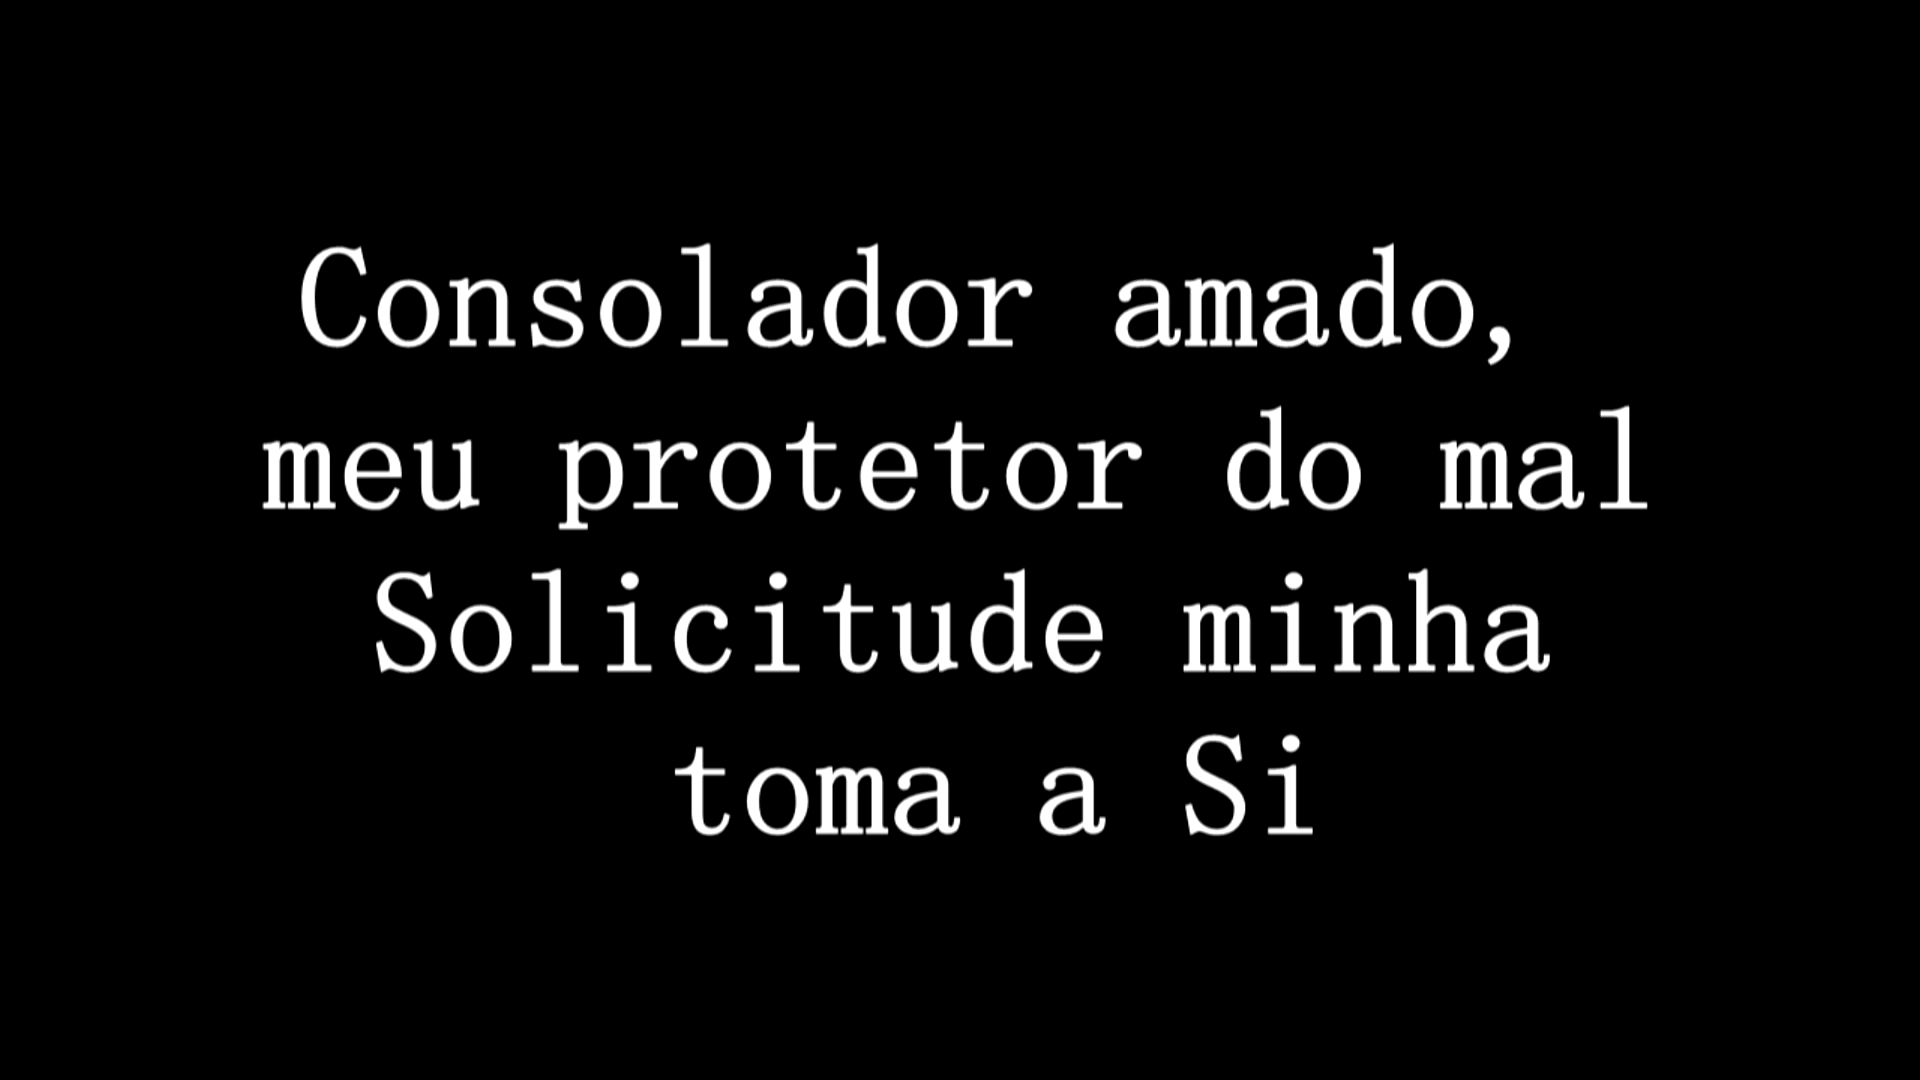 Consolador amado,
meu protetor do mal
Solicitude minha
toma a Si